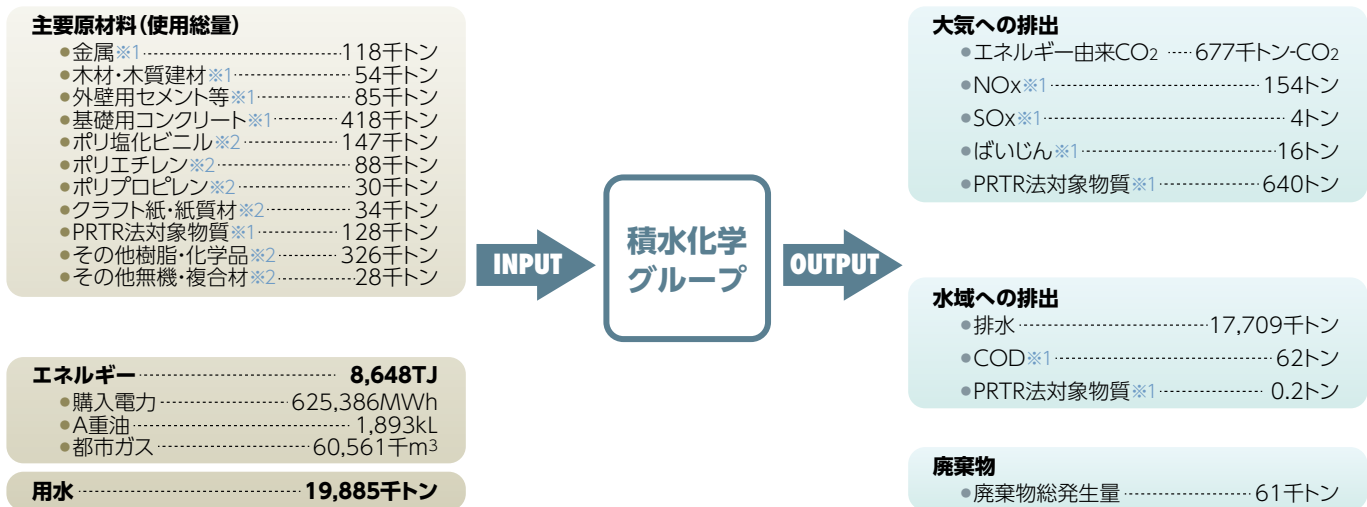 主要原材料(使用総量)
●金属※1 118千トン
●木材・木質建材※1 54千トン
●外壁用セメント等※1 85千トン
●基礎用コンクリート※1 418千トン
●ポリ塩化ビニル※2 147千トン
●ポリエチレン※2 88千トン
●ポリプロピレン※2 30千トン
●クラフト紙・紙質材※2 34千トン
●PRTR法対象物質※1 128千トン
●その他樹脂・化学品※2 326千トン
●その他無機・複合材※2 28千トン
エネルギー 8,648TJ
●購入電力 625,386MWh
●A重油 1,893kL
●都市ガス 60,561千m3
用水 19,885千トン
INPUT
積水化学
グループ
OUTPUT
大気への排出
●エネルギー由来CO2 677千トン-CO2
●NOx※1 154トン
●SOx※1 4トン
●ばいじん※1 16トン
●PRTR法対象物質※1 640トン
水域への排出
●排水 17,709千トン
●COD※1 62トン
●PRTR法対象物質※1 0.2トン
廃棄物
●廃棄物総発生量 61千トン